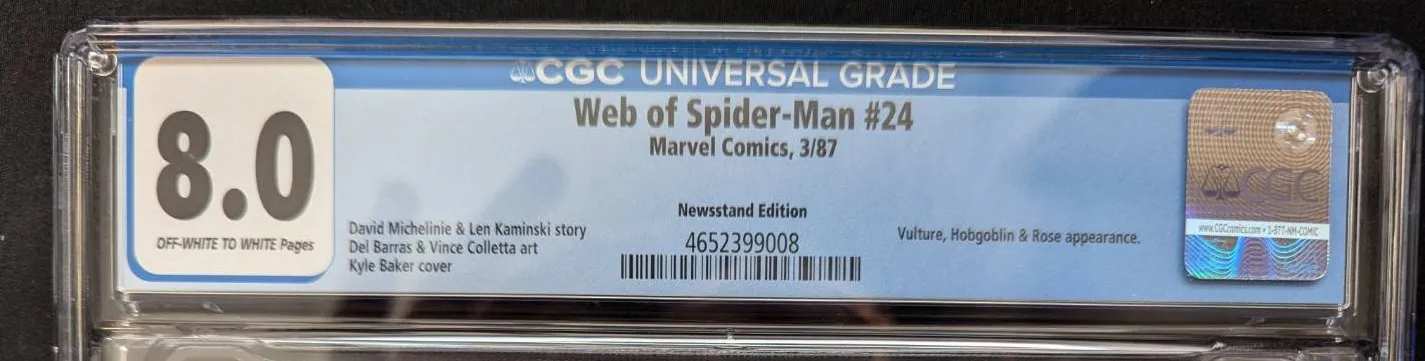 CGC UNIVERSAL GRADE
Web of Spider-Man #24
Marvel Comics, 3/87
8.0
OFF-WHITE TO WHITE Pages
David Michelinie & Len Kaminski story
Del Barras & Vince Colletta art
Kyle Baker cover
Newsstand Edition
4652399008
Vulture, Hobgoblin & Rose appearance.
CGC
www.CGCcomics.com • 1-877-NM-COMIC